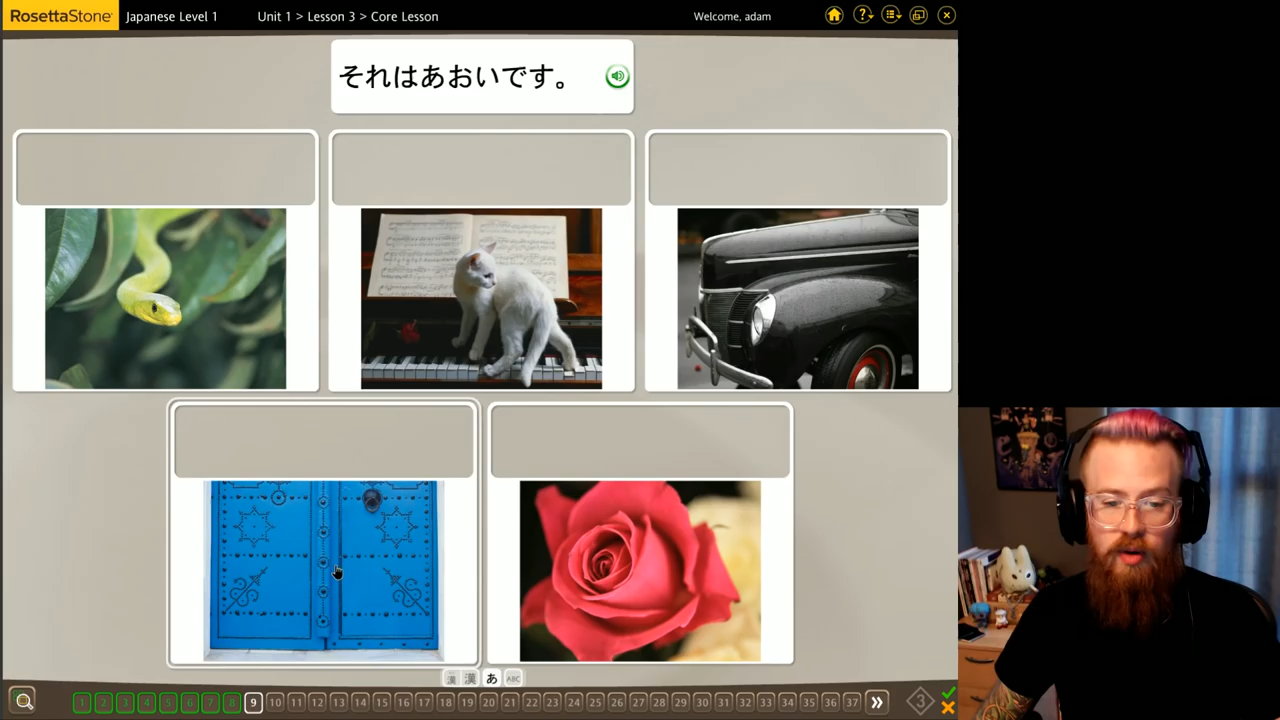 RosettaStone
Japanese Level 1
Unit 1 > Lesson 3 > Core Lesson
Welcome, adam
それはあおいです。
漢 漢 あ ABC
1 2 3 4 5 6 7 8 9 10 11 12 13 14 15 16 17 18 19 20 21 22 23 24 25 26 27 28 29 30 31 32 33 34 35 36 37
3